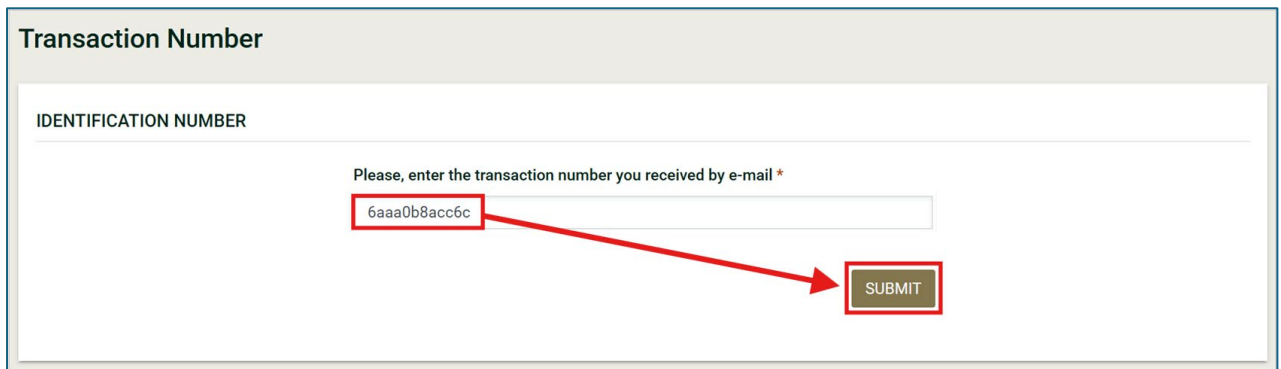 Transaction Number
IDENTIFICATION NUMBER
Please, enter the transaction number you received by e-mail *
6aaa0b8acc6c
SUBMIT